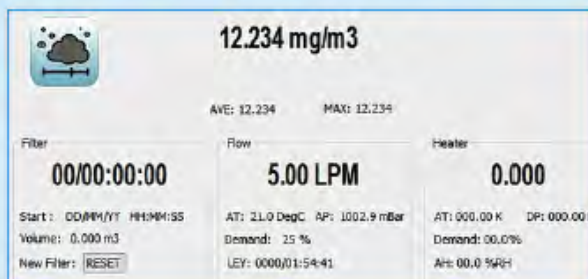 12.234 mg/m3
AVE: 12.234 MAX: 12.234
Filter Flow Heater
00/00:00:00 5.00 LPM 0.000
Start : DD/MM/YY HH:MM:SS AT: 21.0 DegC AP: 1002.9 mBar AT: 000.00 K DP: 000.00
Volume: 0.000 m3 Demand: 25 % Demand: 00.0%
New Filter: RESET LEY: 0000/01:54:41 AH: 00.0 %RH